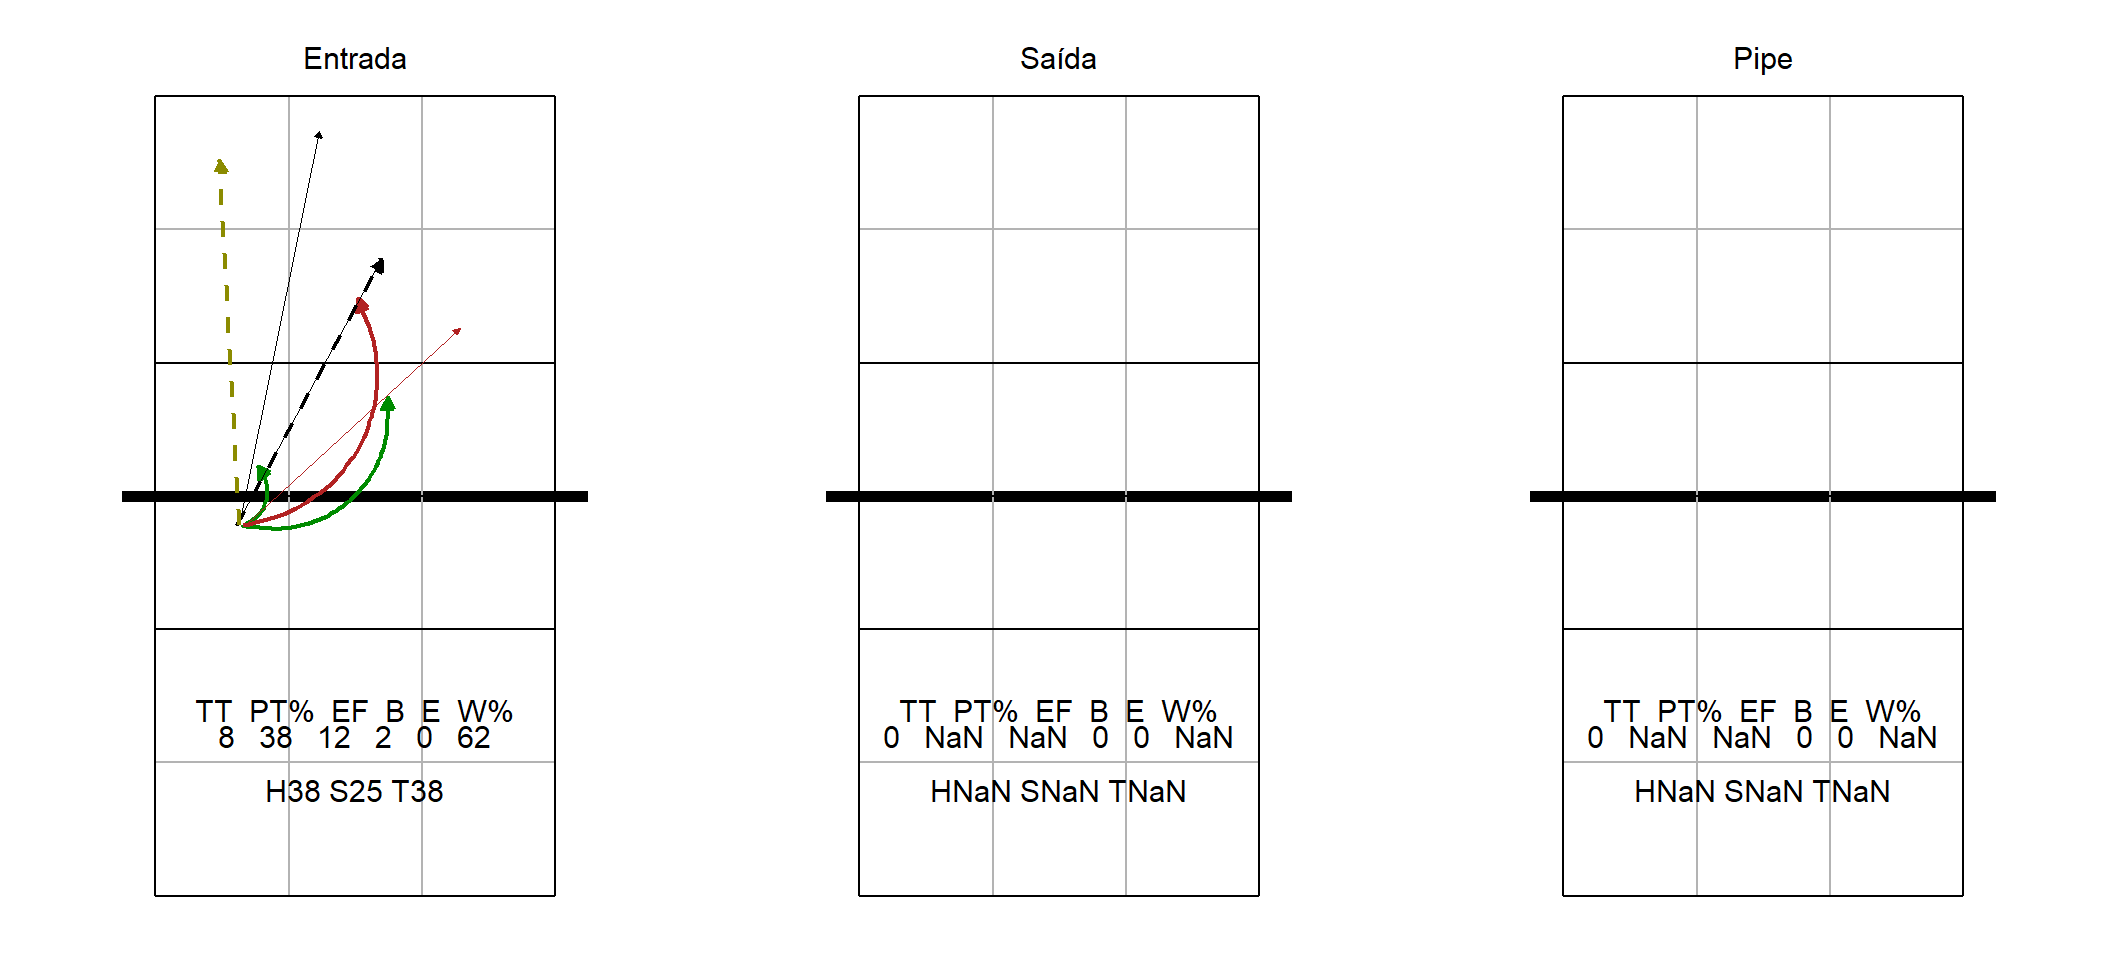 Entrada
TT PT% EF B E W%
8 38 12 2 0 62
H38 S25 T38
Saída
TT PT% EF B E W%
0 NaN NaN 0 0 NaN
HNaN SNaN TNaN
Pipe
TT PT% EF B E W%
0 NaN NaN 0 0 NaN
HNaN SNaN TNaN